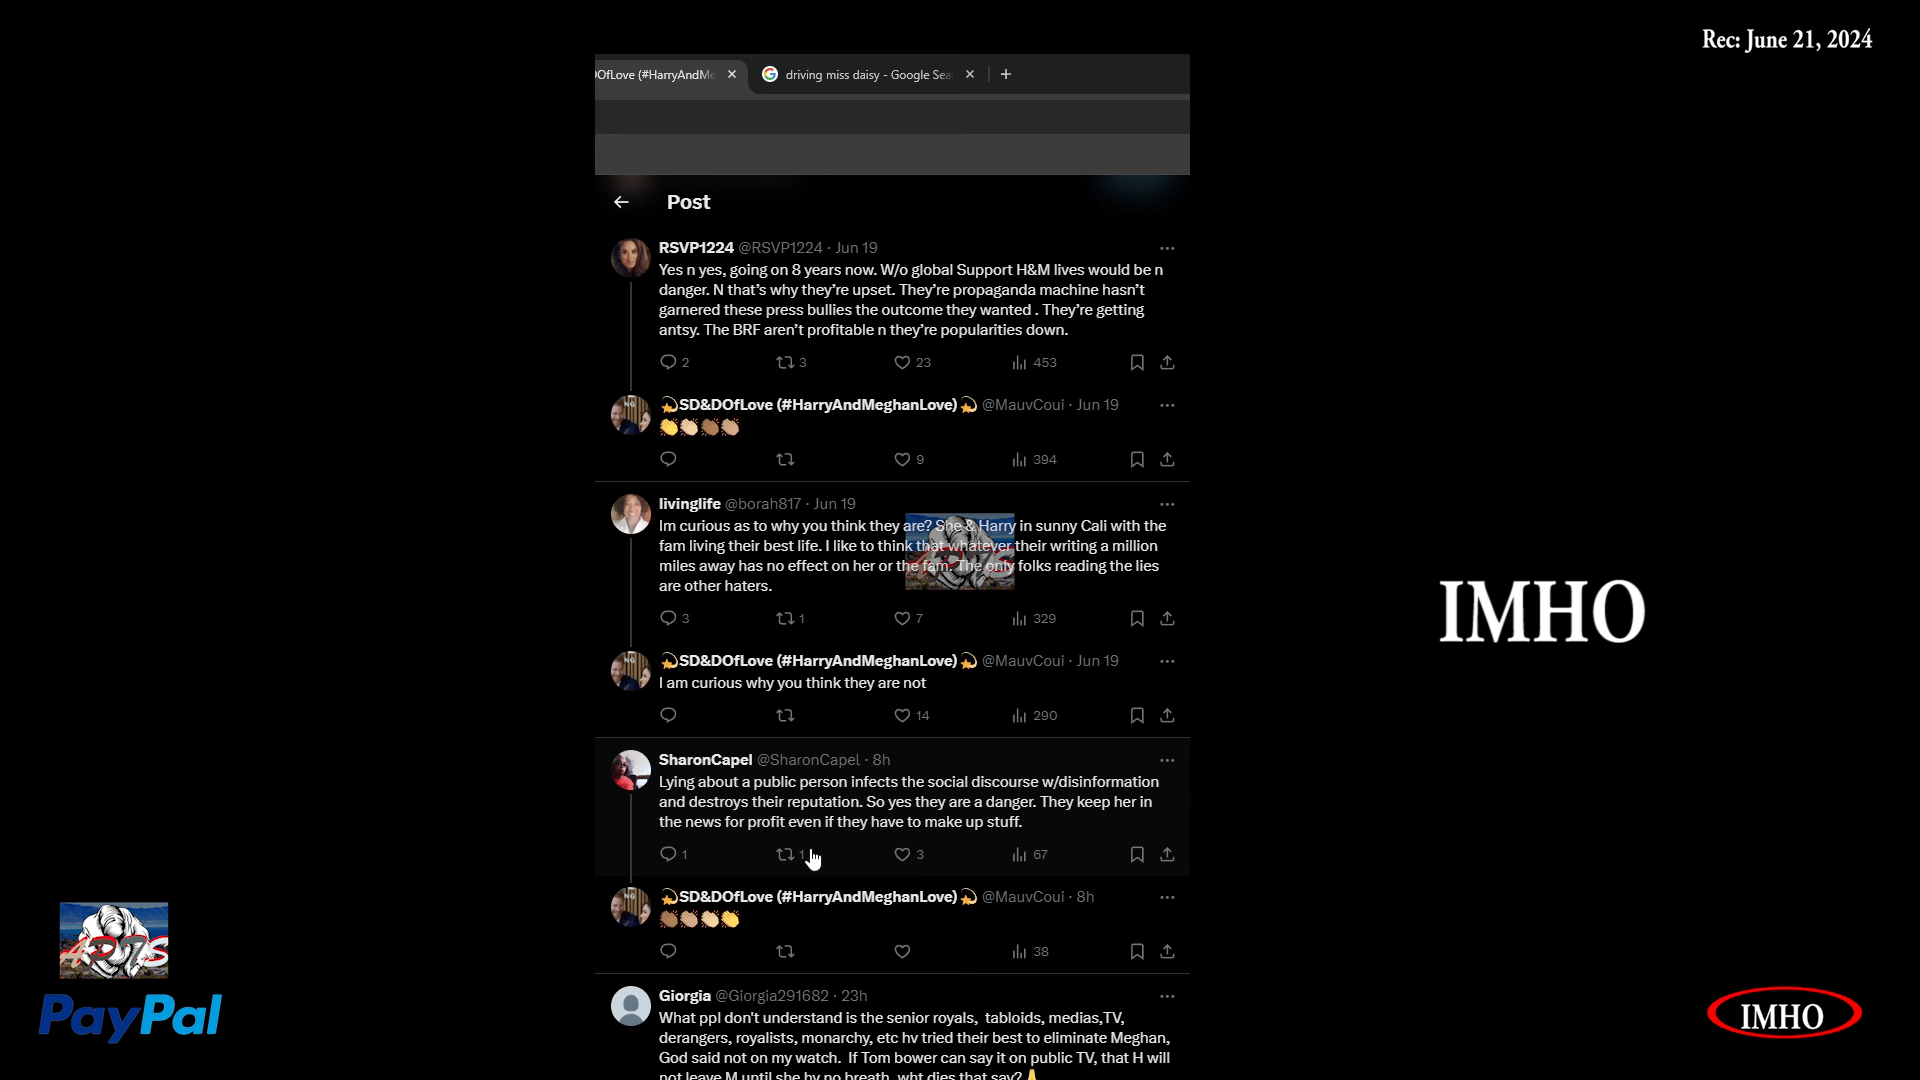 Rec: June 21, 2024
OfLove (#HarryAndMe
driving miss daisy - Google Sea
Post
RSVP1224 @RSVP1224 · Jun 19
Yes n yes, going on 8 years now. W/o global Support H&M lives would be n
danger. N that's why they're upset. They're propaganda machine hasn't
garnered these press bullies the outcome they wanted . They're getting
antsy. The BRF aren't profitable n they're popularities down.
2 3 23 453
💫SD&DOfLove (#HarryAndMeghanLove)💫 @MauvCoui · Jun 19
👏👏🏻👏🏾👏🏽
9 394
livinglife @borah817 · Jun 19
Im curious as to why you think they are? She & Harry in sunny Cali with the
fam living their best life. I like to think that whatever their writing a million
miles away has no effect on her or the fam. The only folks reading the lies
are other haters.
3 1 7 329
💫SD&DOfLove (#HarryAndMeghanLove)💫 @MauvCoui · Jun 19
I am curious why you think they are not
14 290
IMHO
SharonCapel @SharonCapel · 8h
Lying about a public person infects the social discourse w/disinformation
and destroys their reputation. So yes they are a danger. They keep her in
the news for profit even if they have to make up stuff.
1 1 3 67
💫SD&DOfLove (#HarryAndMeghanLove)💫 @MauvCoui · 8h
👏🏾👏🏽👏🏻👏
38
Giorgia @Giorgia291682 · 23h
What ppl don't understand is the senior royals, tabloids, medias,TV,
derangers, royalists, monarchy, etc hv tried their best to eliminate Meghan,
God said not on my watch. If Tom bower can say it on public TV, that H will
not leave M until she hv no breath, wht dies that say?
PayPal
IMHO